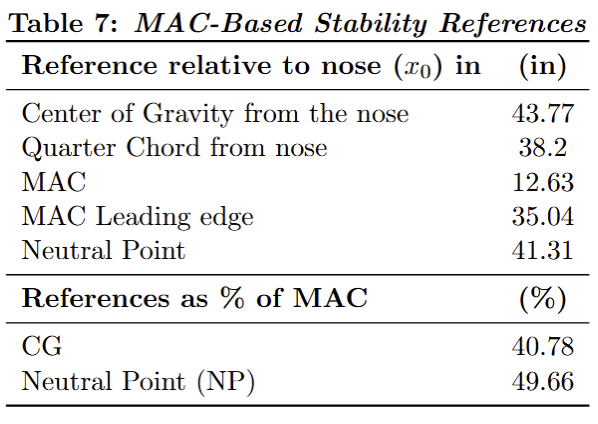 Table 7: MAC-Based Stability References
Reference relative to nose (x₀) in (in)
Center of Gravity from the nose 43.77
Quarter Chord from nose 38.2
MAC 12.63
MAC Leading edge 35.04
Neutral Point 41.31
References as % of MAC (%)
CG 40.78
Neutral Point (NP) 49.66